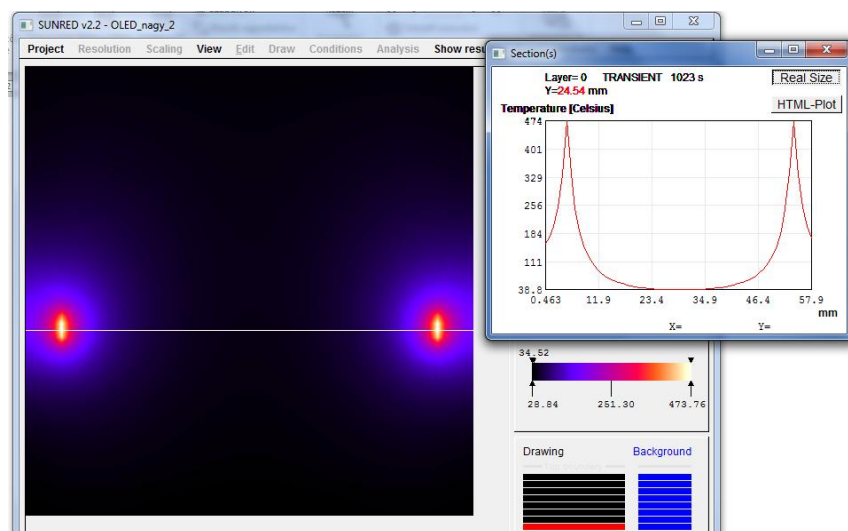 SUNRED v2.2 - OLED_nagy_2
Project Resolution Scaling View Edit Draw Conditions Analysis Show resu
Section(s)
Layer= 0 TRANSIENT 1023 s
Y=24.54 mm
Real Size
HTML-Plot
Temperature [Celsius]
474
401
329
256
184
111
38.8
0.463 11.9 23.4 34.9 46.4 57.9
mm
X= Y=
34.52
28.84 251.30 473.76
Drawing Background